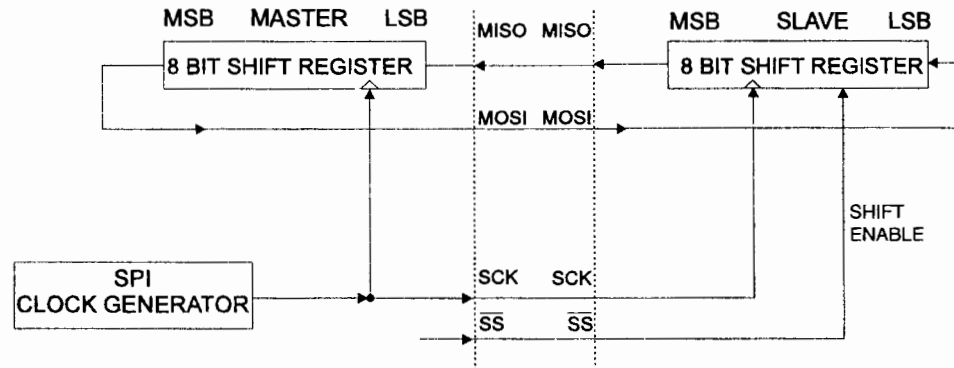 MSB MASTER LSB
MSB SLAVE LSB
MISO MISO
8 BIT SHIFT REGISTER
8 BIT SHIFT REGISTER
MOSI MOSI
SHIFT
ENABLE
SPI
CLOCK GENERATOR
SCK SCK
SS SS